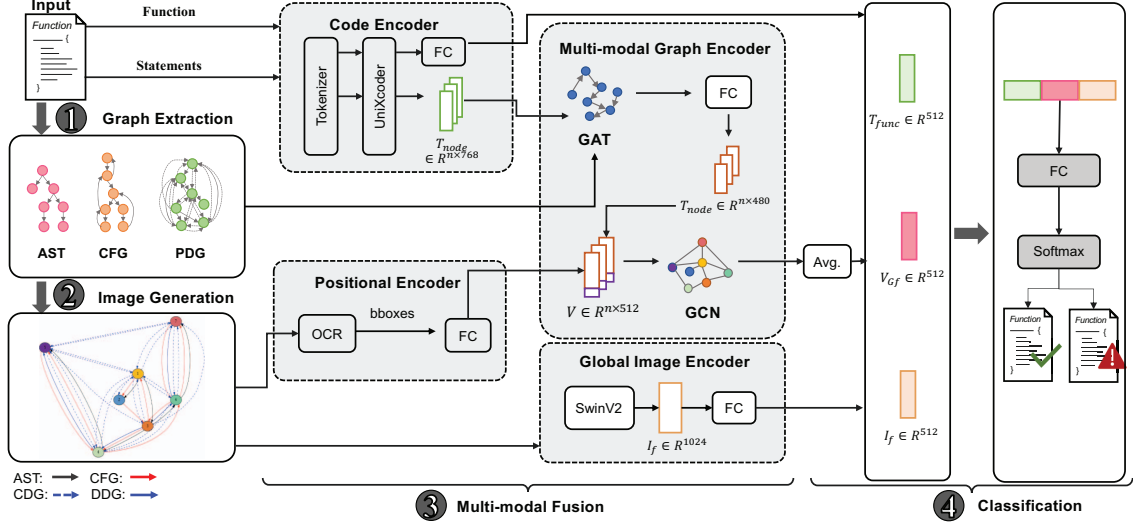 Input
Function
{
}
Function
Statements
1 Graph Extraction
AST
CFG
PDG
2 Image Generation
AST:
CFG:
CDG:
DDG:
Code Encoder
Tokenizer
UniXcoder
FC
T_node
∈ R^{n×768}
Positional Encoder
OCR
bboxes
FC
Multi-modal Graph Encoder
GAT
FC
T_node ∈ R^{n×480}
V ∈ R^{n×512}
GCN
Global Image Encoder
SwinV2
I_f ∈ R^{1024}
FC
Avg.
T_func ∈ R^{512}
V_{Gf} ∈ R^{512}
I_f ∈ R^{512}
FC
Softmax
Function
{
}
Function
{
}
3 Multi-modal Fusion
4 Classification